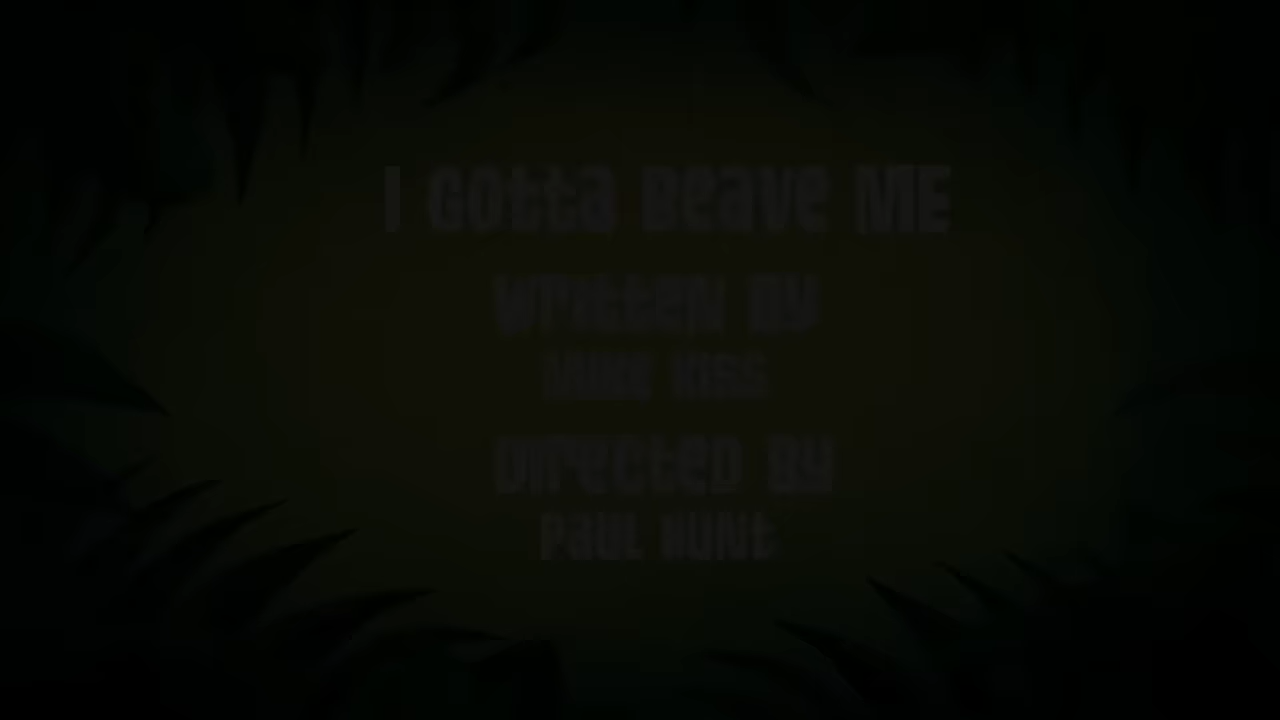 I Gotta Beave ME
Written By
Mike Kiss
Directed By
Paul Hunt